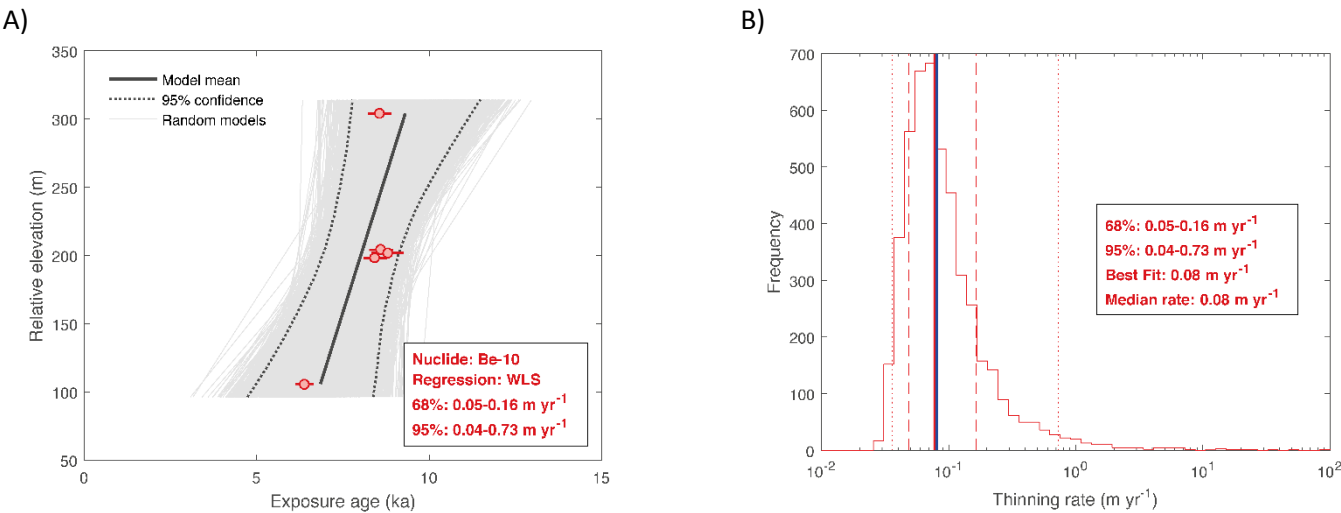 A)
350
300
250
200
150
100
50
0
5
10
15
Relative elevation (m)
Exposure age (ka)
Model mean
95% confidence
Random models
Nuclide: Be-10
Regression: WLS
68%: 0.05-0.16 m yr⁻¹
95%: 0.04-0.73 m yr⁻¹
B)
700
600
500
400
300
200
100
0
10⁻²
10⁻¹
10⁰
10¹
10²
Frequency
Thinning rate (m yr⁻¹)
68%: 0.05-0.16 m yr⁻¹
95%: 0.04-0.73 m yr⁻¹
Best Fit: 0.08 m yr⁻¹
Median rate: 0.08 m yr⁻¹